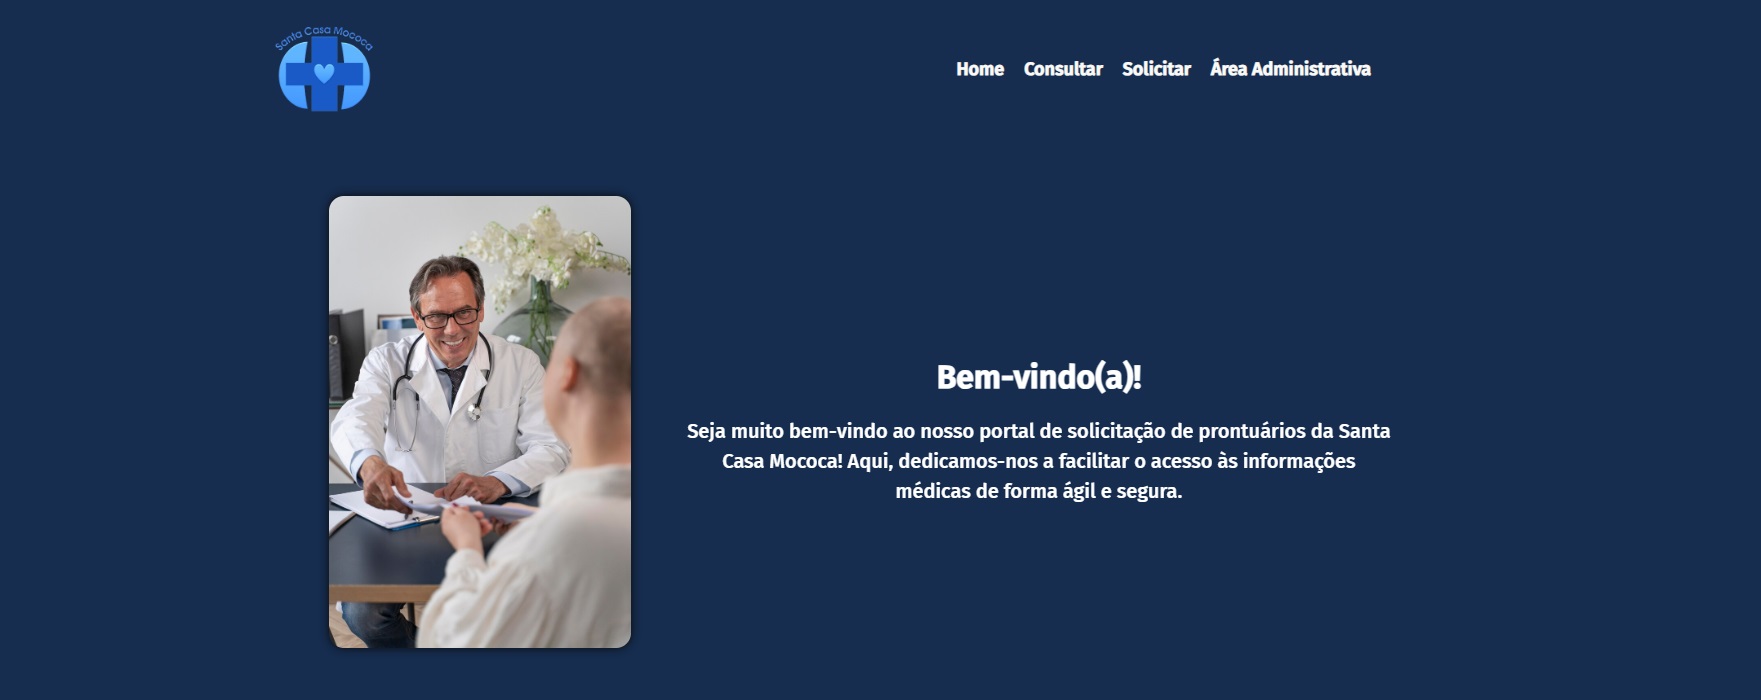 Santa Casa Mococa
Home Consultar Solicitar Área Administrativa
Bem-vindo(a)!
Seja muito bem-vindo ao nosso portal de solicitação de prontuários da Santa
Casa Mococa! Aqui, dedicamos-nos a facilitar o acesso às informações
médicas de forma ágil e segura.